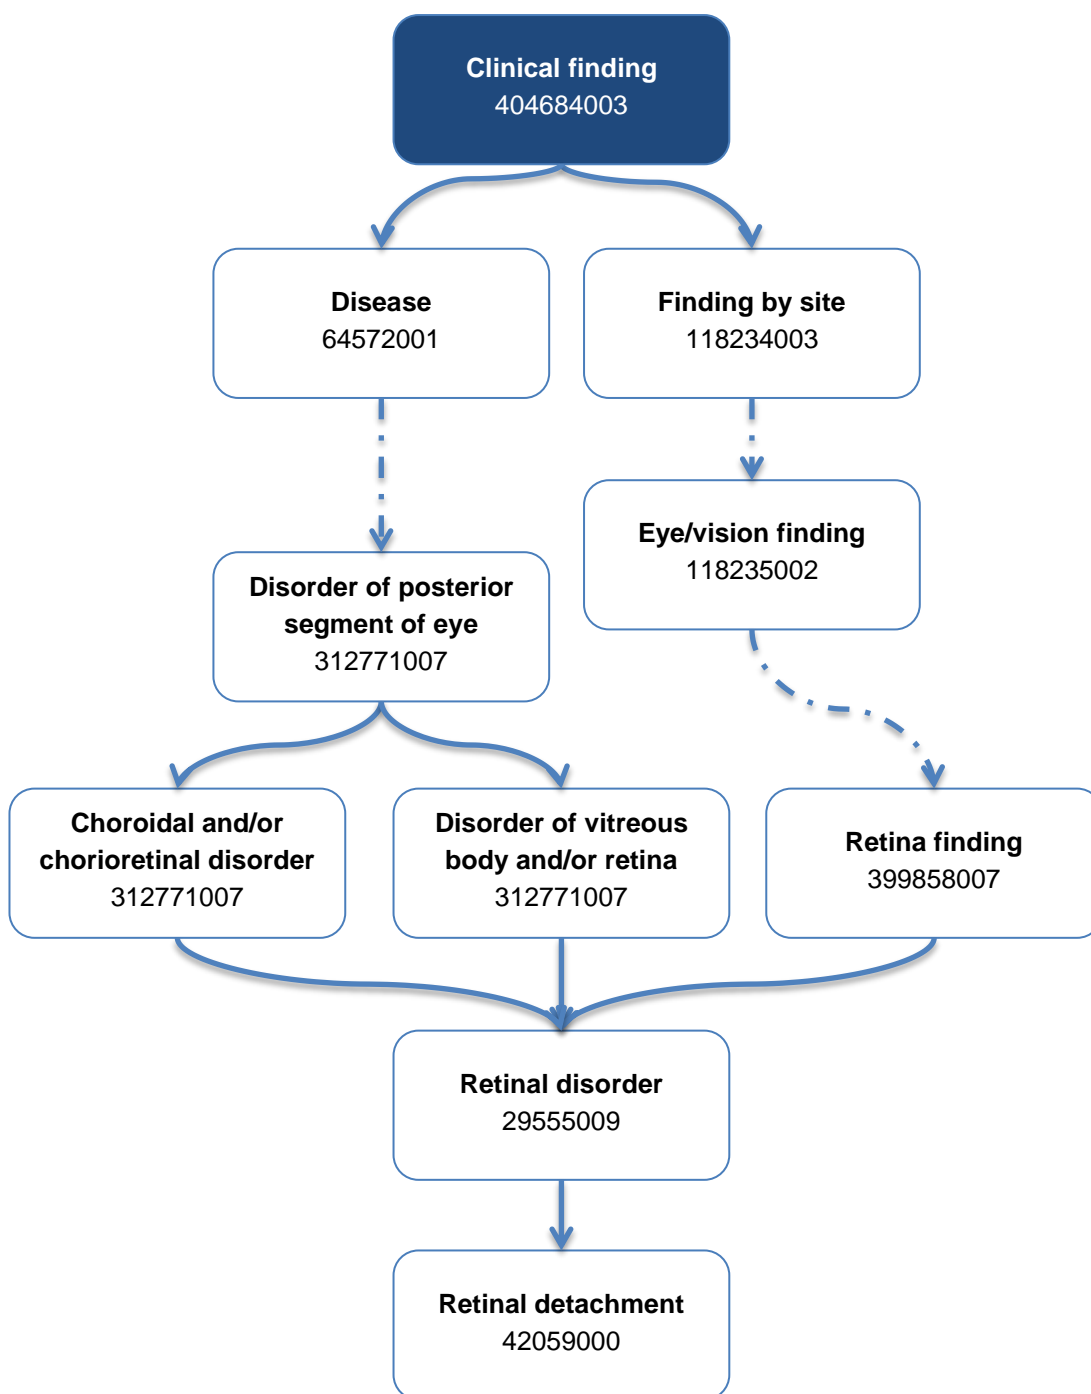 Clinical finding
404684003
Disease
64572001
Finding by site
118234003
Eye/vision finding
118235002
Disorder of posterior
segment of eye
312771007
Choroidal and/or
chorioretinal disorder
312771007
Disorder of vitreous
body and/or retina
312771007
Retina finding
399858007
Retinal disorder
29555009
Retinal detachment
42059000